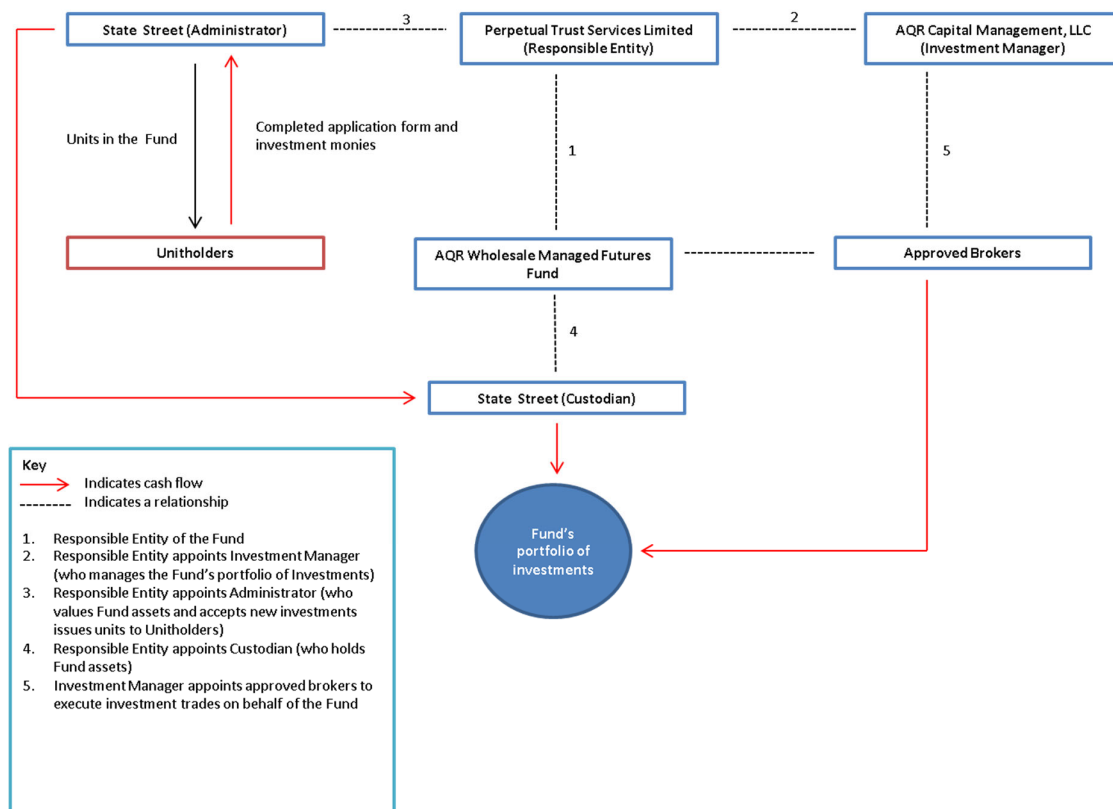 State Street (Administrator)
3
Perpetual Trust Services Limited
(Responsible Entity)
2
AQR Capital Management, LLC
(Investment Manager)
Units in the Fund
Completed application form and
investment monies
1
5
Unitholders
AQR Wholesale Managed Futures
Fund
Approved Brokers
4
State Street (Custodian)
Fund's
portfolio of
investments
Key
Indicates cash flow
Indicates a relationship
1. Responsible Entity of the Fund
2. Responsible Entity appoints Investment Manager
(who manages the Fund's portfolio of Investments)
3. Responsible Entity appoints Administrator (who
values Fund assets and accepts new investments
issues units to Unitholders)
4. Responsible Entity appoints Custodian (who holds
Fund assets)
5. Investment Manager appoints approved brokers to
execute investment trades on behalf of the Fund